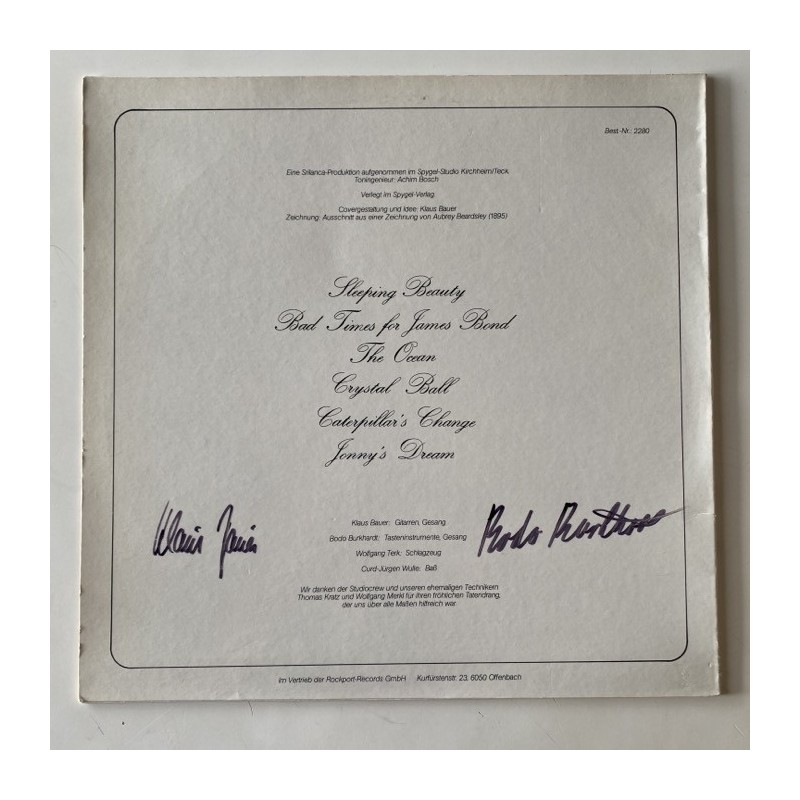 Best-Nr.: 2280
Eine Srilanca-Produktion aufgenommen im Spygel-Studio Kirchheim/Teck.
Toningenieur: Achim Bosch
Verlegt im Spygel-Verlag.
Covergestaltung und Idee: Klaus Bauer
Zeichnung: Ausschnitt aus einer Zeichnung von Aubrey Beardsley (1895)
Sleeping Beauty
Bad Times for James Bond
The Ocean
Crystal Ball
Caterpillar's Change
Jonny's Dream
Klaus Bauer: Gitarren, Gesang
Bodo Burkhardt: Tasteninstrumente, Gesang
Wolfgang Terk: Schlagzeug
Curd-Jürgen Wulle: Baß
Klaus
Bodo
Wir danken der Studiocrew und unseren ehemaligen Technikern
Thomas Kratz und Wolfgang Merkl für ihren fröhlichen Tatendrang,
der uns über alle Maßen hilfreich war.
Im Vertrieb der Rockport-Records GmbH Kurfürstenstr. 23, 6050 Offenbach